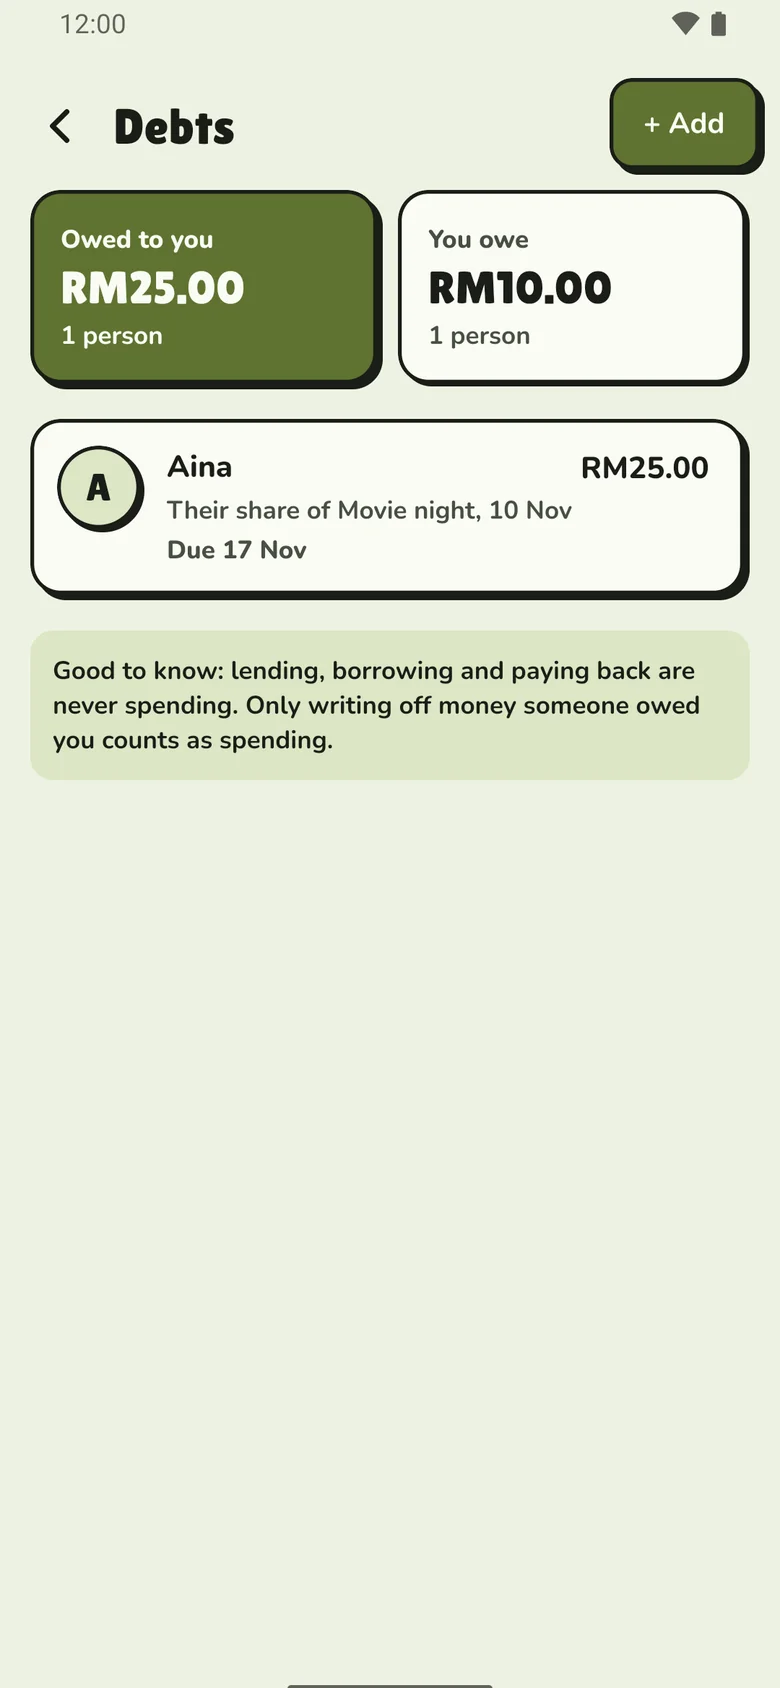 12:00
Debts
+ Add
Owed to you
RM25.00
1 person
You owe
RM10.00
1 person
A
Aina
RM25.00
Their share of Movie night, 10 Nov
Due 17 Nov
Good to know: lending, borrowing and paying back are
never spending. Only writing off money someone owed
you counts as spending.